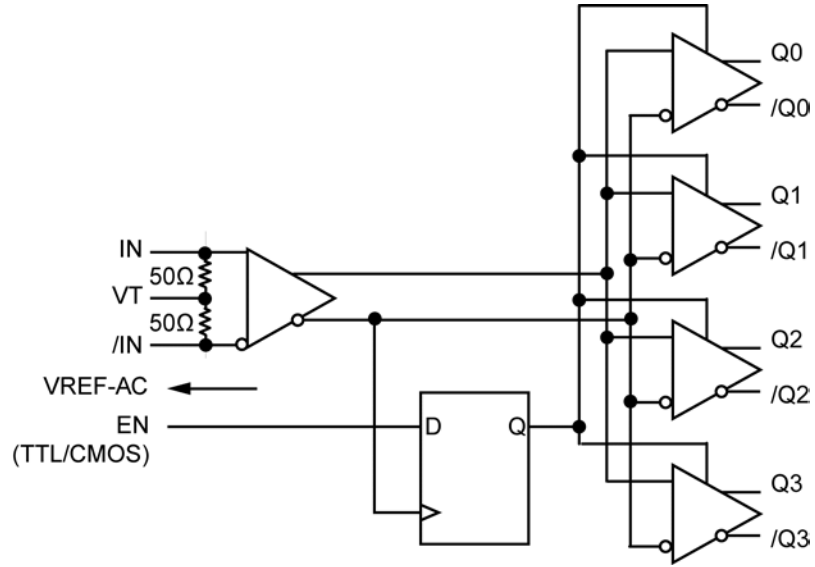 Q0
/Q0
Q1
/Q1
IN
50Ω
VT
50Ω
/IN
Q2
/Q2
VREF-AC
EN
(TTL/CMOS)
D
Q
Q3
/Q3